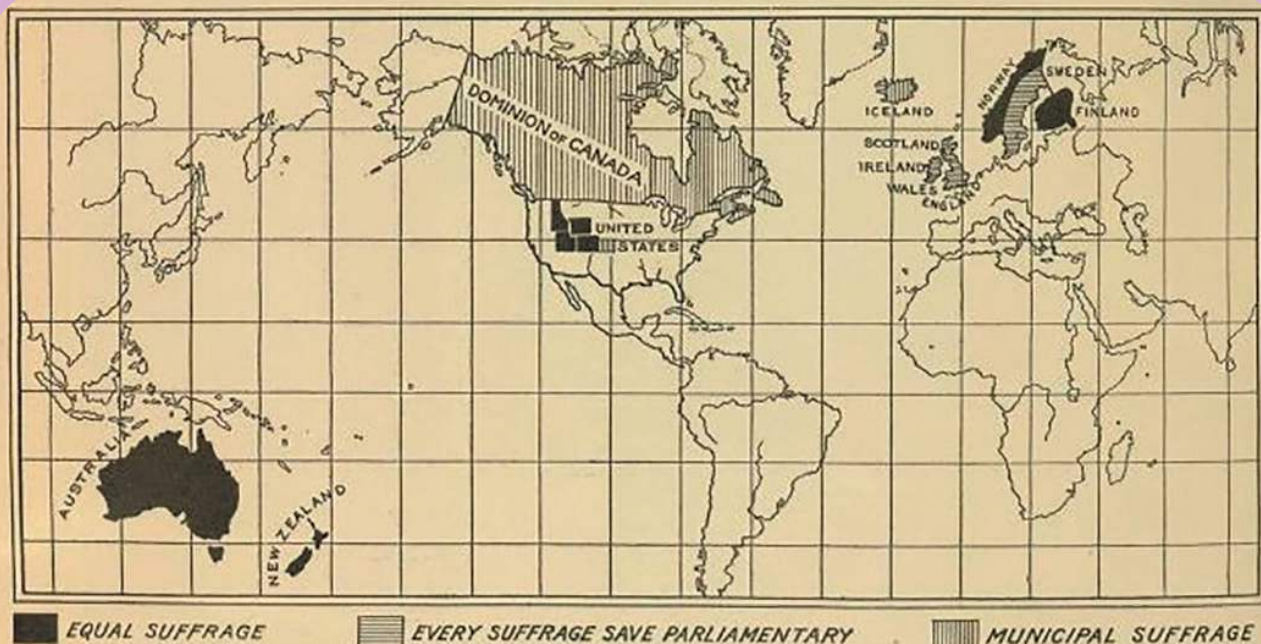 DOMINION OF CANADA
UNITED
STATES
ICELAND
NORWAY
SWEDEN
FINLAND
SCOTLAND
IRELAND
WALES
ENGLAND
AUSTRALIA
NEW ZEALAND
EQUAL SUFFRAGE
EVERY SUFFRAGE SAVE PARLIAMENTARY
MUNICIPAL SUFFRAGE